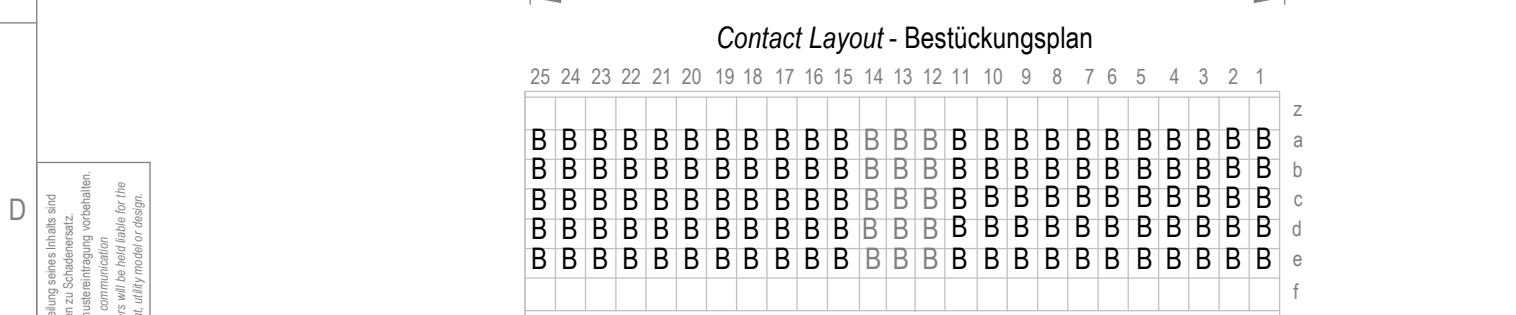 Contact Layout - Bestückungsplan
25 24 23 22 21 20 19 18 17 16 15 14 13 12 11 10 9 8 7 6 5 4 3 2 1
z
B B B B B B B B B B B B B B B B B B B B B B B B B a
B B B B B B B B B B B B B B B B B B B B B B B B B b
B B B B B B B B B B B B B B B B B B B B B B B B B c
B B B B B B B B B B B B B B B B B B B B B B B B B d
B B B B B B B B B B B B B B B B B B B B B B B B B e
f
D
eilung seines Inhalts sind
en zu Schadenersatz.
ustereintragung vorbehalten.
communication
rs will be held liable for the
nt, utility model or design.